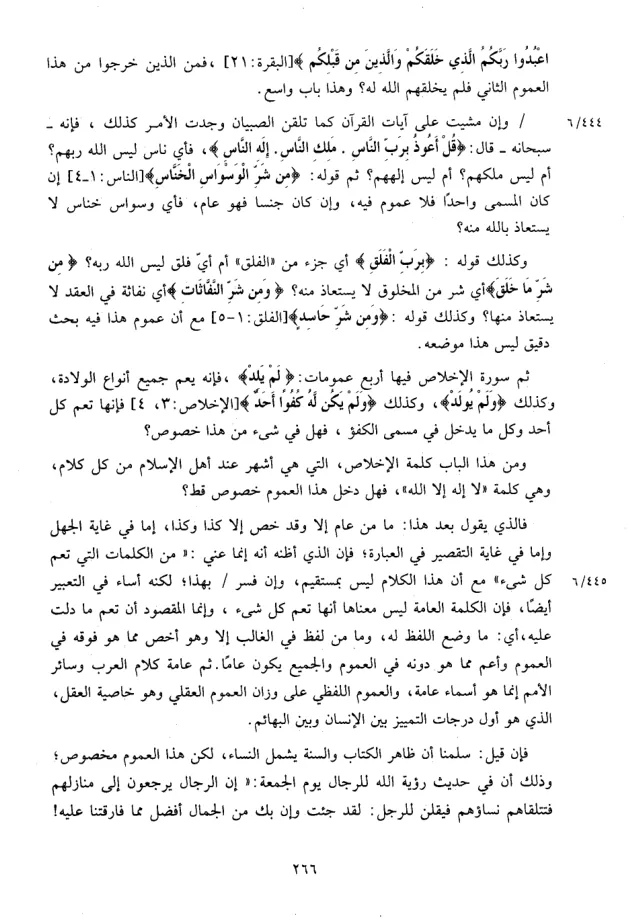 اعْبُدُوا رَبَّكُمُ الَّذِي خَلَقَكُمْ وَالَّذِينَ مِن قَبْلِكُم ﴾[البقرة:٢١] ،فمن الذين خرجوا من هذا
العموم الثاني فلم يخلقهم الله له؟ وهذا باب واسع.
٦/٤٤٤ / وإن مشيت على آيات القرآن كما تلقن الصبيان وجدت الأمر كذلك ، فإنه ـ
سبحانه ـ قال: ﴿قُلْ أَعُوذُ بِرَبِّ النَّاسِ . مَلِكِ النَّاسِ. إِلَهِ النَّاسِ ﴾، فأي ناس ليس الله ربهم؟
أم ليس ملكهم؟ أم ليس إلههم؟ ثم قوله: ﴿مِن شَرِّ الْوَسْوَاسِ الْخَنَّاسِ﴾[الناس:١ـ٤] إن
كان المسمى واحدًا فلا عموم فيه، وإن كان جنسا فهو عام، فأي وسواس خناس لا
يستعاذ بالله منه؟
وكذلك قوله : ﴿بِرَبِّ الْفَلَقِ ﴾ أي جزء من «الفلق» أم أيّ فلق ليس الله ربه؟ ﴿ مِن
شَرِّ مَا خَلَقَ﴾أي شر من المخلوق لا يستعاذ منه؟ ﴿ وَمِن شَرِّ النَّفَّاثَاتِ ﴾أي نفاثة في العقد لا
يستعاذ منها؟ وكذلك قوله :﴿وَمِن شَرِّ حَاسِدٍ﴾[الفلق:١-٥] مع أن عموم هذا فيه بحث
دقيق ليس هذا موضعه.
ثم سورة الإخلاص فيها أربع عمومات: ﴿ لَمْ يَلِدْ﴾ ،فإنه يعم جميع أنواع الولادة،
وكذلك ﴿وَلَمْ يُولَدْ﴾، وكذلك ﴿وَلَمْ يَكُن لَّهُ كُفُوًا أَحَدٌ ﴾[الإخلاص:٣، ٤] فإنها تعم كل
أحد وكل ما يدخل في مسمى الكفؤ ، فهل في شىء من هذا خصوص؟
ومن هذا الباب كلمة الإخلاص، التي هي أشهر عند أهل الإسلام من كل كلام،
وهي كلمة «لا إله إلا الله»، فهل دخل هذا العموم خصوص قط؟
فالذي يقول بعد هذا: ما من عام إلا وقد خص إلا كذا وكذا، إما في غاية الجهل
وإما في غاية التقصير في العبارة؛ فإن الذي أظنه أنه إنما عني :« من الكلمات التي تعم
٦/٤٤٥ كل شىء» مع أن هذا الكلام ليس بمستقيم، وإن فسر / بهذا؛ لكنه أساء في التعبير
أيضًا، فإن الكلمة العامة ليس معناها أنها تعم كل شىء ، وإنما المقصود أن تعم ما دلت
عليه،أي: ما وضع اللفظ له، وما من لفظ في الغالب إلا وهو أخص مما هو فوقه في
العموم وأعم مما هو دونه في العموم والجميع يكون عامًا. ثم عامة كلام العرب وسائر
الأمم إنما هو أسماء عامة، والعموم اللفظي على وزان العموم العقلي وهو خاصية العقل،
الذي هو أول درجات التمييز بين الإنسان وبين البهائم.
فإن قيل: سلمنا أن ظاهر الكتاب والسنة يشمل النساء، لكن هذا العموم مخصوص؛
وذلك أن في حديث رؤية الله للرجال يوم الجمعة:« إن الرجال يرجعون إلى منازلهم
فتتلقاهم نساؤهم فيقلن للرجل: لقد جئت وإن بك من الجمال أفضل مما فارقتنا عليه!
٢٦٦